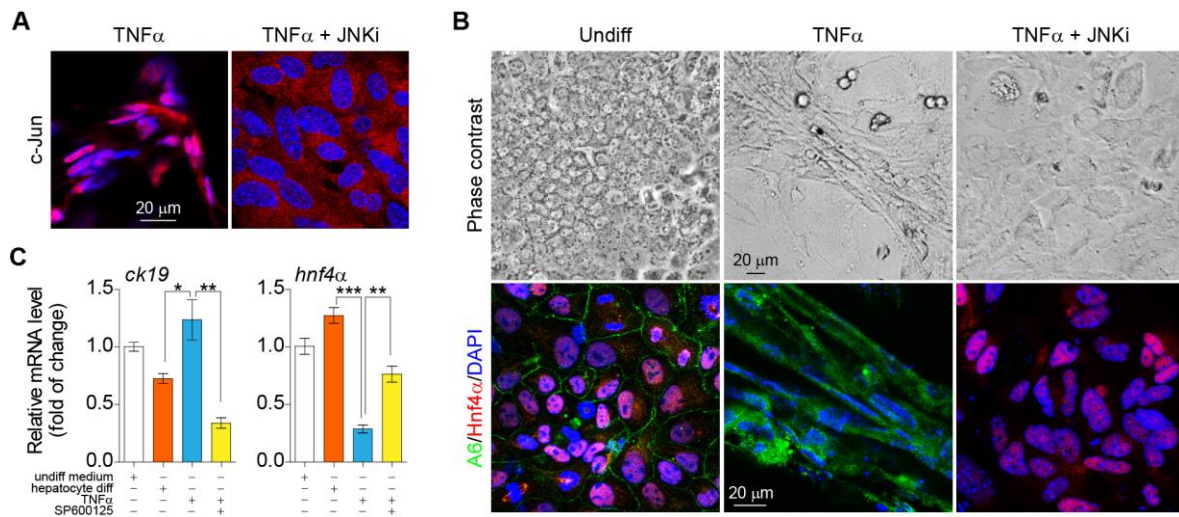 A
TNFα
TNFα + JNKi
c-Jun
20 μm
B
Undiff
TNFα
TNFα + JNKi
Phase contrast
20 μm
A6/Hnf4α/DAPI
20 μm
C
ck19
hnf4α
Relative mRNA level
(fold of change)
1.5
1.0
0.5
0.0
* **
1.5
1.0
0.5
0.0
*** **
undiff medium + − − − + − − −
hepatocyte diff − + − − − + − −
TNFα − − + + − − + +
SP600125 − − − + − − − +